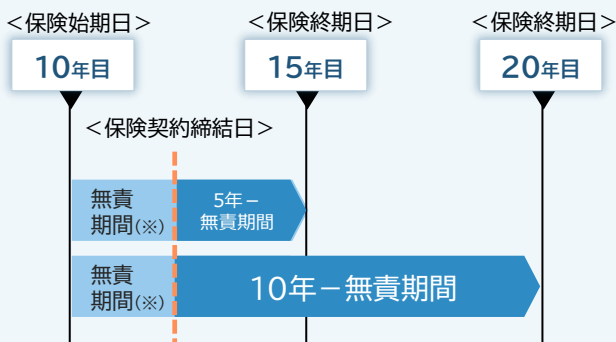 <保険始期日>
<保険終期日>
<保険終期日>
10年目
15年目
20年目
<保険契約締結日>
無責
期間(※)
5年－
無責期間
無責
期間(※)
10年－無責期間